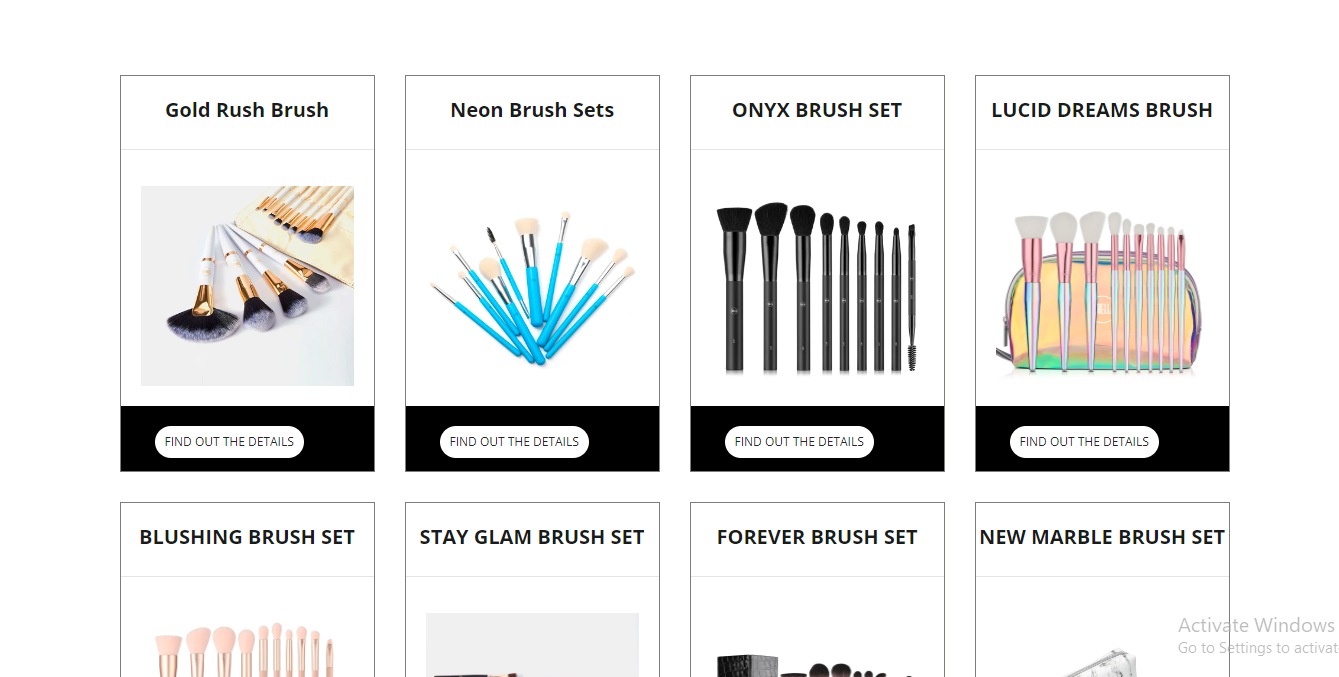 Gold Rush Brush
Neon Brush Sets
ONYX BRUSH SET
LUCID DREAMS BRUSH
FIND OUT THE DETAILS
FIND OUT THE DETAILS
FIND OUT THE DETAILS
FIND OUT THE DETAILS
BLUSHING BRUSH SET
STAY GLAM BRUSH SET
FOREVER BRUSH SET
NEW MARBLE BRUSH SET
Activate Windows
Go to Settings to activat